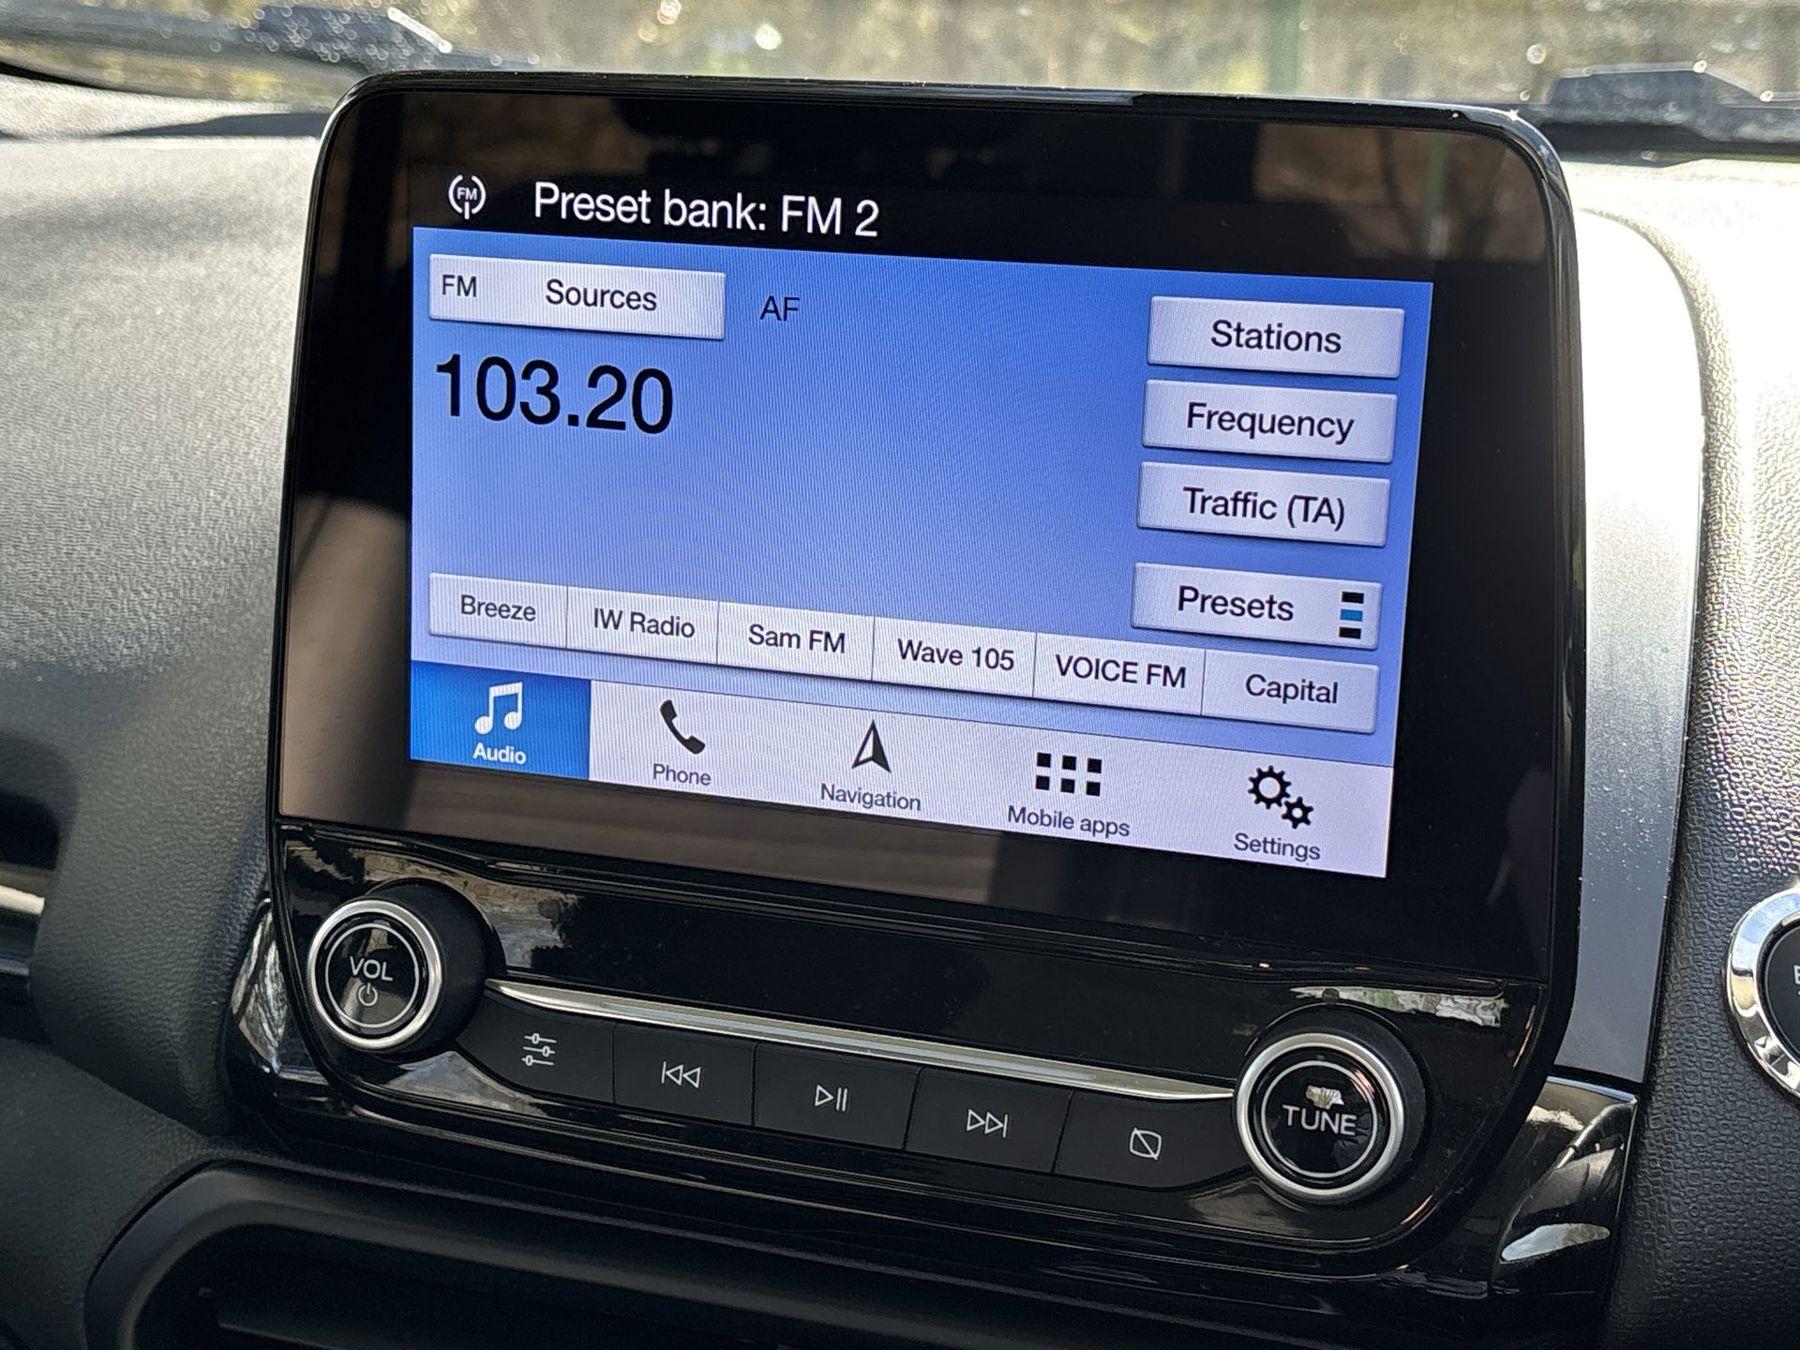 FM
Preset bank: FM 2
FM Sources
AF
Stations
103.20
Frequency
Traffic (TA)
Presets
Breeze
IW Radio
Sam FM
Wave 105
VOICE FM
Capital
Audio
Phone
Navigation
Mobile apps
Settings
VOL
TUNE